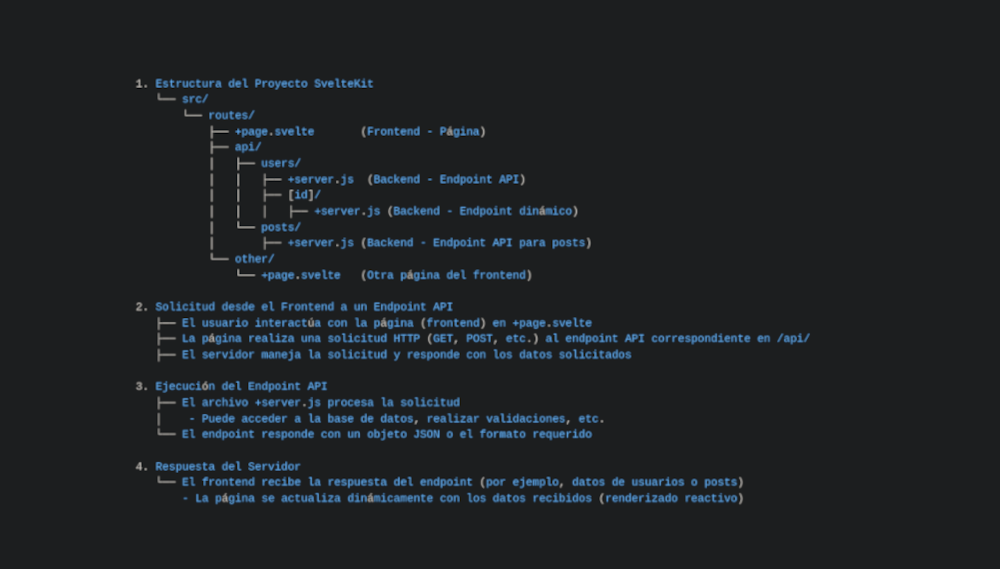 1. Estructura del Proyecto SvelteKit
└── src/
└── routes/
├── +page.svelte (Frontend - Página)
├── api/
│ ├── users/
│ │ ├── +server.js (Backend - Endpoint API)
│ │ ├── [id]/
│ │ │ ├── +server.js (Backend - Endpoint dinámico)
│ └── posts/
│ ├── +server.js (Backend - Endpoint API para posts)
└── other/
└── +page.svelte (Otra página del frontend)
2. Solicitud desde el Frontend a un Endpoint API
├── El usuario interactúa con la página (frontend) en +page.svelte
├── La página realiza una solicitud HTTP (GET, POST, etc.) al endpoint API correspondiente en /api/
├── El servidor maneja la solicitud y responde con los datos solicitados
3. Ejecución del Endpoint API
├── El archivo +server.js procesa la solicitud
│ - Puede acceder a la base de datos, realizar validaciones, etc.
└── El endpoint responde con un objeto JSON o el formato requerido
4. Respuesta del Servidor
└── El frontend recibe la respuesta del endpoint (por ejemplo, datos de usuarios o posts)
- La página se actualiza dinámicamente con los datos recibidos (renderizado reactivo)